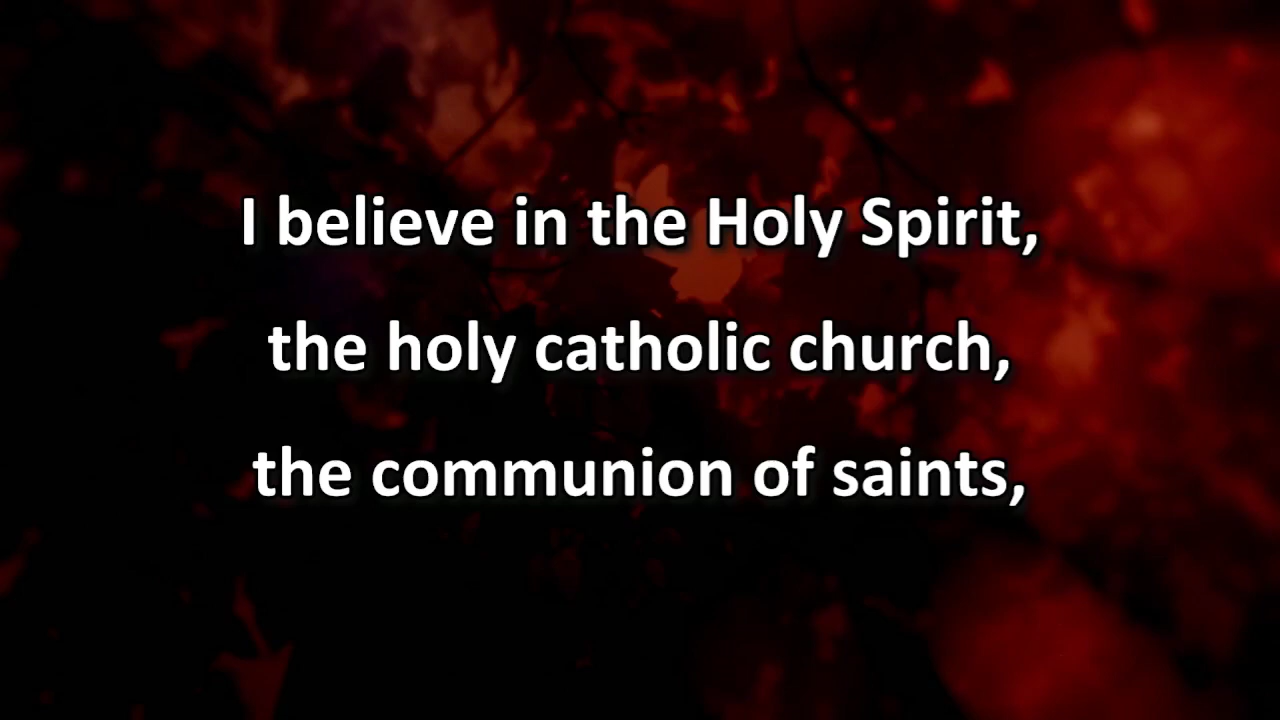 I believe in the Holy Spirit,
the holy catholic church,
the communion of saints,